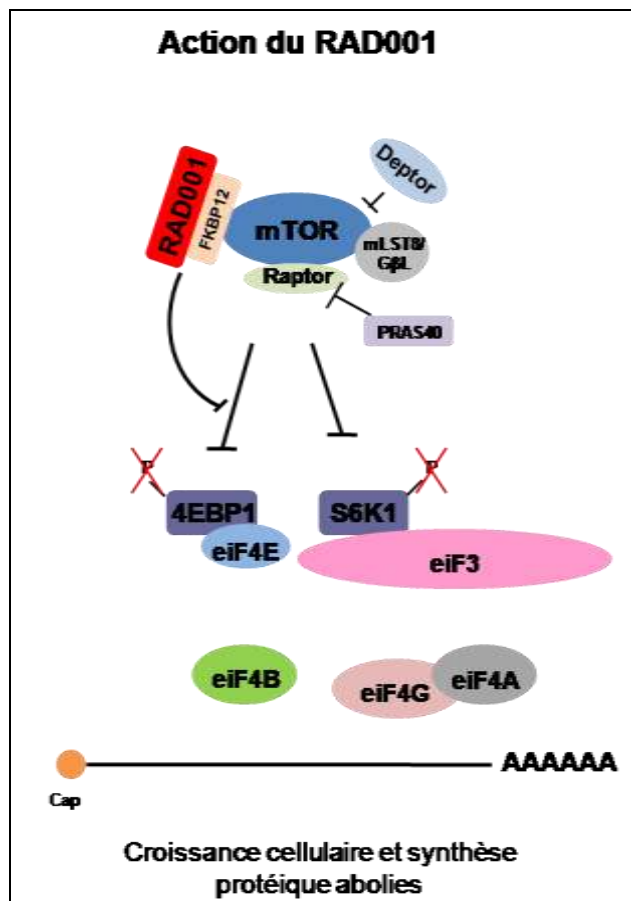 Action du RAD001
RAD001
FKBP12
mTOR
Deptor
mLST8/
GβL
Raptor
PRAS40
P
P
4EBP1
S6K1
eiF4E
eiF3
eiF4B
eiF4G
eiF4A
AAAAAA
Cap
Croissance cellulaire et synthèse
protéique abolies